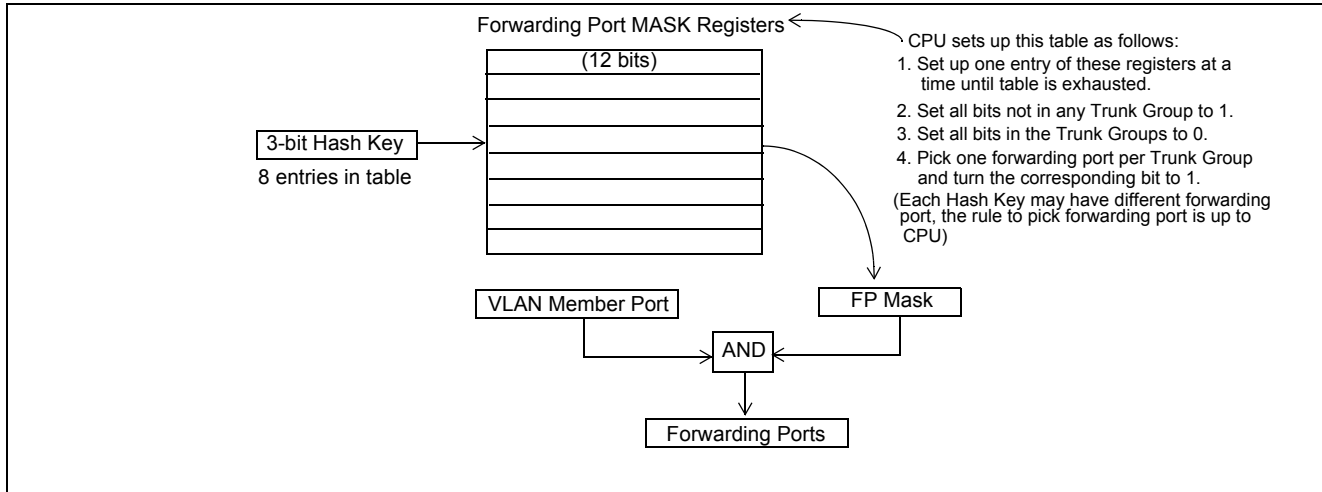 Forwarding Port MASK Registers
(12 bits)
3-bit Hash Key
8 entries in table
CPU sets up this table as follows:
1. Set up one entry of these registers at a
time until table is exhausted.
2. Set all bits not in any Trunk Group to 1.
3. Set all bits in the Trunk Groups to 0.
4. Pick one forwarding port per Trunk Group
and turn the corresponding bit to 1.
(Each Hash Key may have different forwarding
port, the rule to pick forwarding port is up to
CPU)
VLAN Member Port
FP Mask
AND
Forwarding Ports